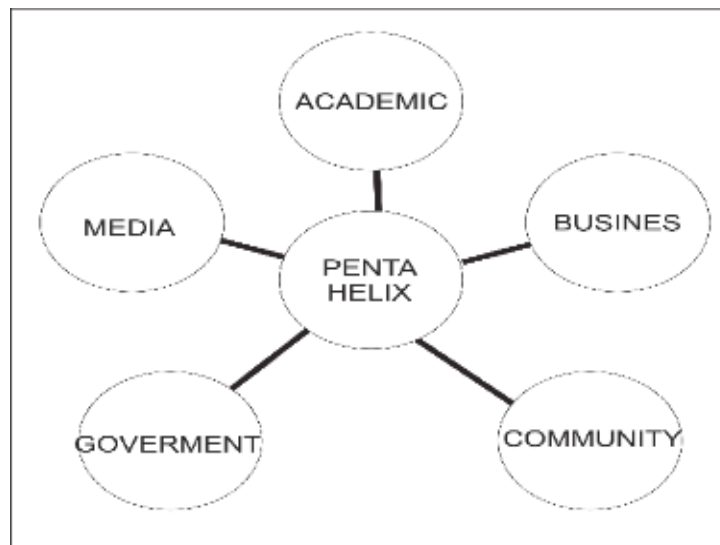 ACADEMIC
MEDIA
BUSINES
PENTA
HELIX
GOVERMENT
COMMUNITY